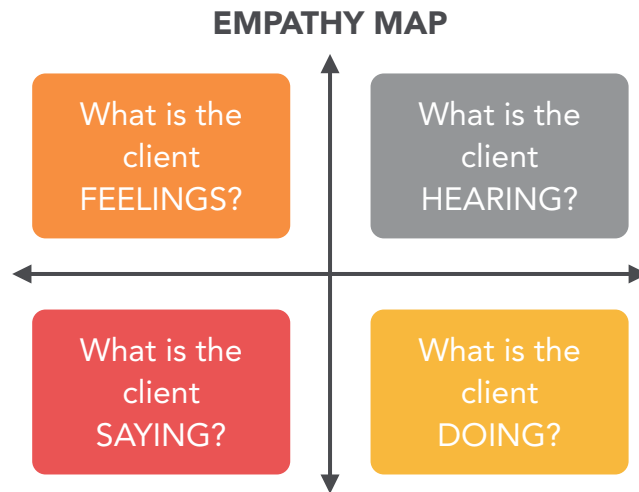 EMPATHY MAP
What is the
client
FEELINGS?
What is the
client
HEARING?
What is the
client
SAYING?
What is the
client
DOING?